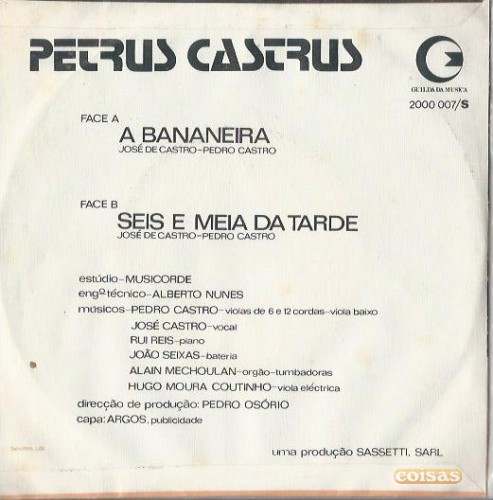 PETRUS CASTRUS
GUILDA DA MUSICA
2000 007/S
FACE A
A BANANEIRA
JOSÉ DE CASTRO-PEDRO CASTRO
FACE B
SEIS E MEIA DA TARDE
JOSÉ DE CASTRO-PEDRO CASTRO
estúdio-MUSICORDE
engº técnico-ALBERTO NUNES
músicos-PEDRO CASTRO-violas de 6 e 12 cordas-viola baixo
JOSÉ CASTRO-vocal
RUI REIS-piano
JOÃO SEIXAS-bateria
ALAIN MECHOULAN-orgão-tumbadoras
HUGO MOURA COUTINHO-viola eléctrica
direcção de produção: PEDRO OSÓRIO
capa: ARGOS, publicidade
uma produção SASSETTI, SARL
coisas